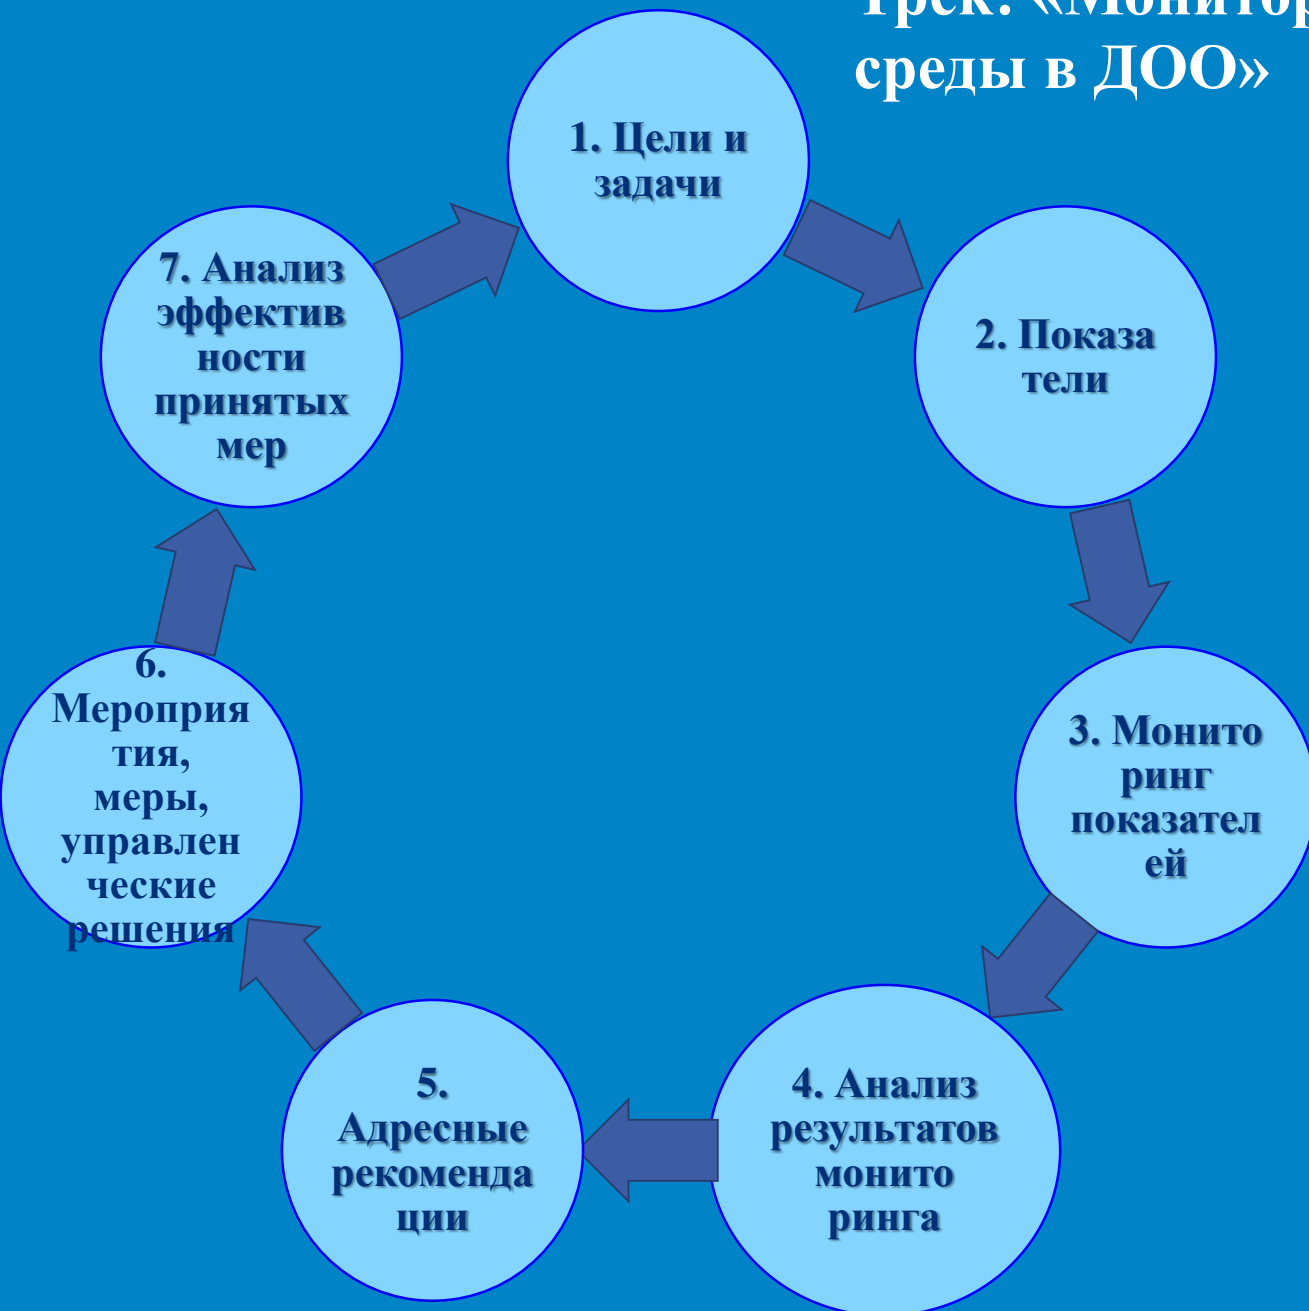 Трек: «Монитор
среды в ДОО»
1. Цели и
задачи
2. Показа
тели
3. Монито
ринг
показател
ей
4. Анализ
результатов
монито
ринга
5.
Адресные
рекоменда
ции
6.
Мероприя
тия,
меры,
управлен
ческие
решения
7. Анализ
эффектив
ности
принятых
мер